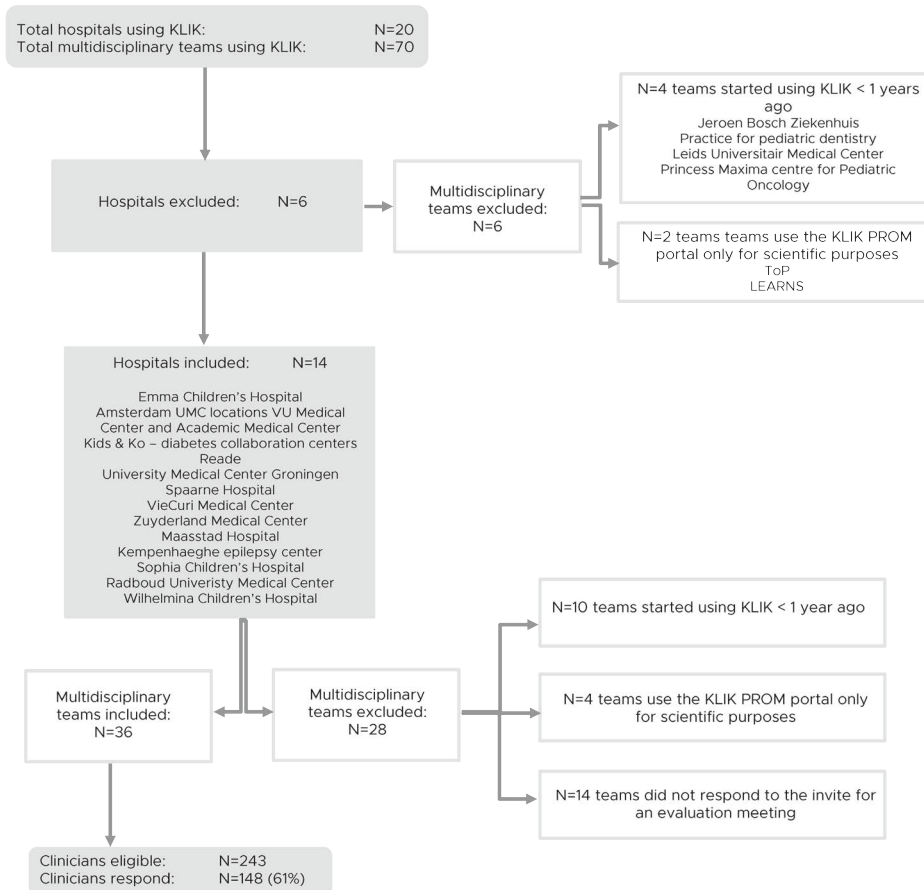 Total hospitals using KLIK: N=20
Total multidisciplinary teams using KLIK: N=70
N=4 teams started using KLIK < 1 years
ago
Jeroen Bosch Ziekenhuis
Practice for pediatric dentistry
Leids Universitair Medical Center
Princess Maxima centre for Pediatric
Oncology
Hospitals excluded: N=6
Multidisciplinary
teams excluded:
N=6
N=2 teams teams use the KLIK PROM
portal only for scientific purposes
ToP
LEARNS
Hospitals included: N=14
Emma Children's Hospital
Amsterdam UMC locations VU Medical
Center and Academic Medical Center
Kids & Ko – diabetes collaboration centers
Reade
University Medical Center Groningen
Spaarne Hospital
VieCuri Medical Center
Zuyderland Medical Center
Maasstad Hospital
Kempenhaeghe epilepsy center
Sophia Children's Hospital
Radboud Univeristy Medical Center
Wilhelmina Children's Hospital
Multidisciplinary
teams included:
N=36
Multidisciplinary
teams excluded:
N=28
N=10 teams started using KLIK < 1 year ago
N=4 teams use the KLIK PROM portal only
for scientific purposes
N=14 teams did not respond to the invite for
an evaluation meeting
Clinicians eligible: N=243
Clinicians respond: N=148 (61%)